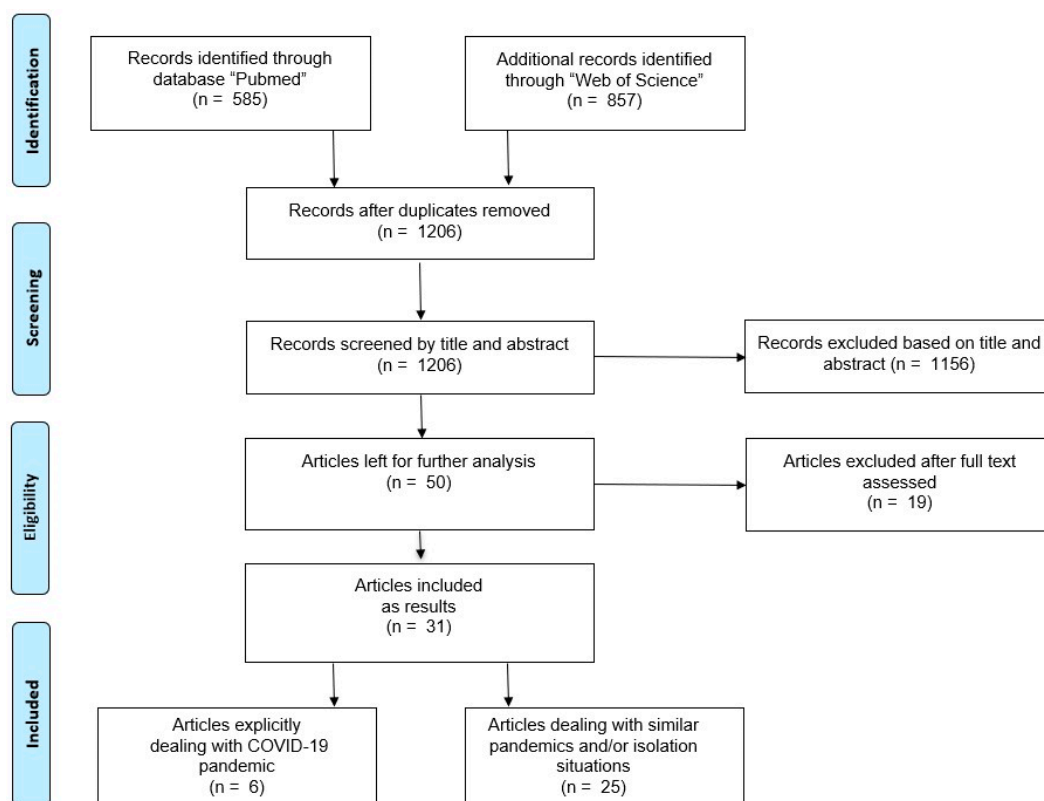 Identification
Records identified through
database “Pubmed”
(n =  585)
Additional records identified
through “Web of Science”
(n =  857)
Records after duplicates removed
(n =  1206)
Screening
Records screened by title and abstract
(n =  1206)
Records excluded based on title and
abstract (n =  1156)
Eligibility
Articles left for further analysis
(n =  50)
Articles excluded after full text
assessed
(n =  19)
Articles included
as results
(n =  31)
Included
Articles explicitly
dealing with COVID-19
pandemic
(n =  6)
Articles dealing with similar
pandemics and/or isolation
situations
(n =  25)